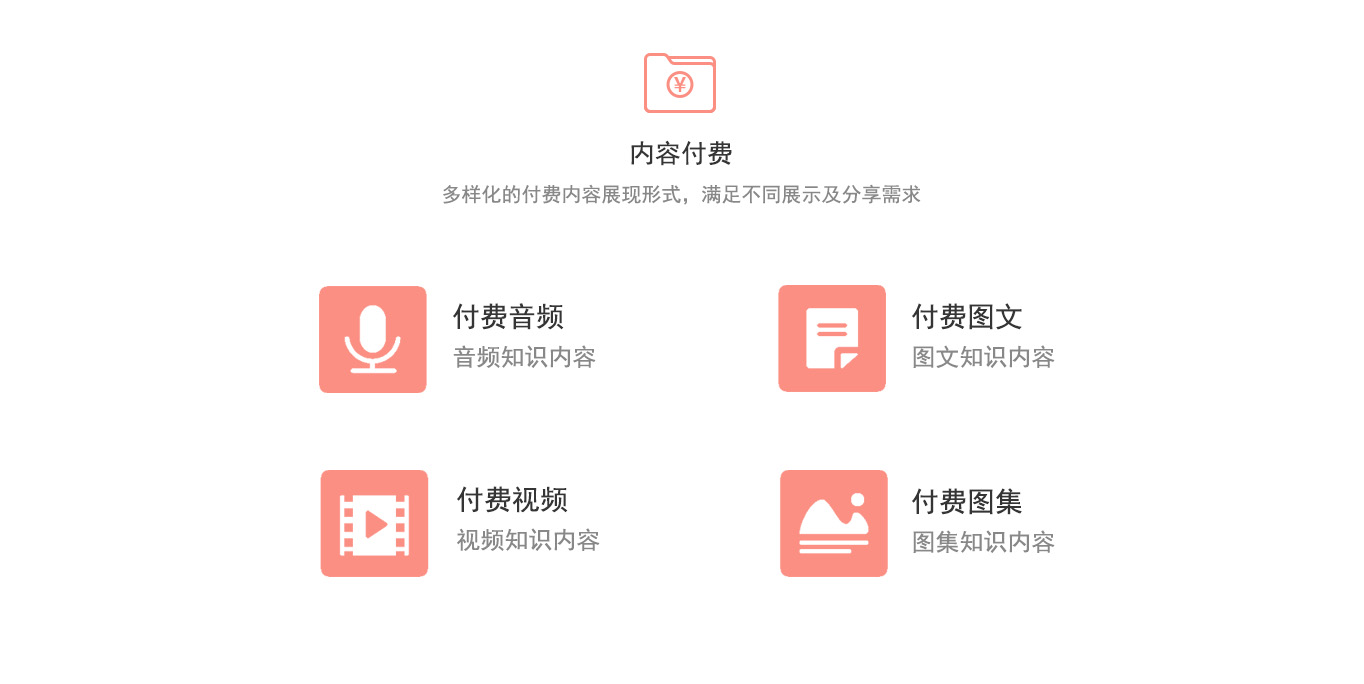 ¥
内容付费
多样化的付费内容展现形式，满足不同展示及分享需求
付费音频
音频知识内容
付费图文
图文知识内容
付费视频
视频知识内容
付费图集
图集知识内容